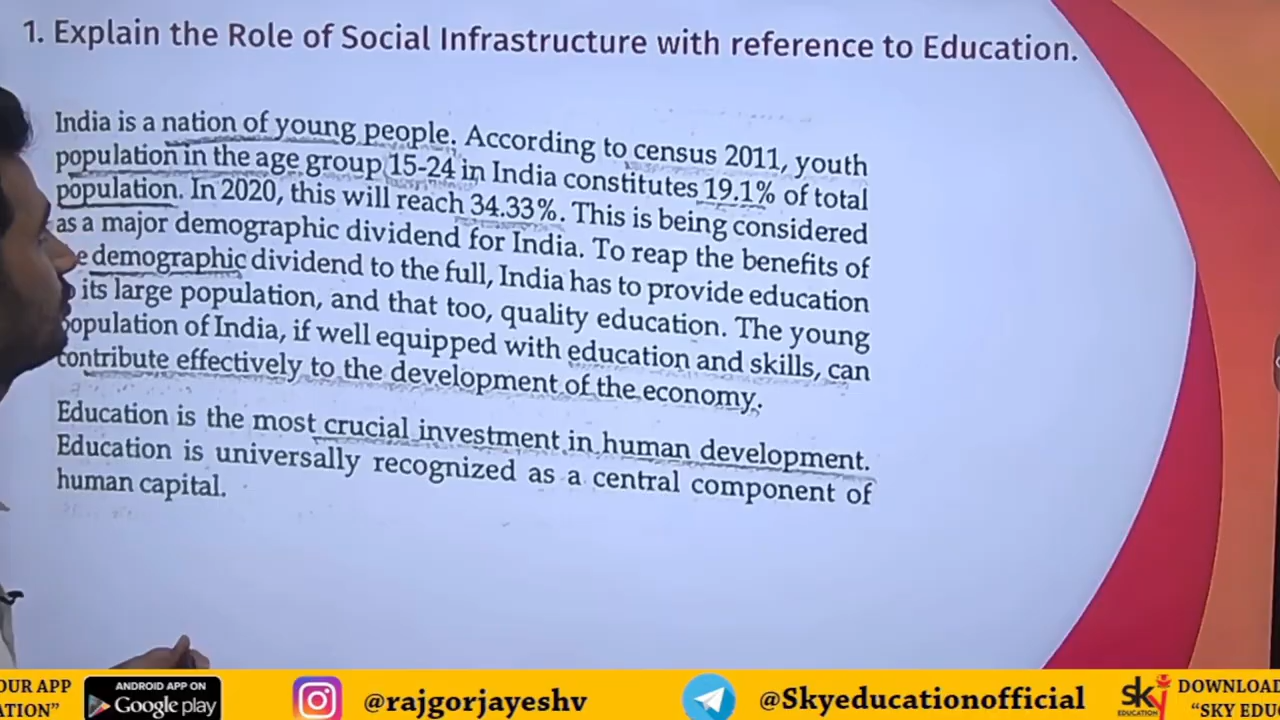 1. Explain the Role of Social Infrastructure with reference to Education.
India is a nation of young people. According to census 2011, youth
population in the age group 15-24 in India constitutes 19.1% of total
population. In 2020, this will reach 34.33%. This is being considered
as a major demographic dividend for India. To reap the benefits of
e demographic dividend to the full, India has to provide education
its large population, and that too, quality education. The young
population of India, if well equipped with education and skills, can
contribute effectively to the development of the economy.
Education is the most crucial investment in human development.
Education is universally recognized as a central component of
human capital.
OUR APP
ATION"
ANDROID APP ON
Google play
@rajgorjayeshv
@Skyeducationofficial
sky
EDUCATION
DOWNLOAD
"SKY EDUC